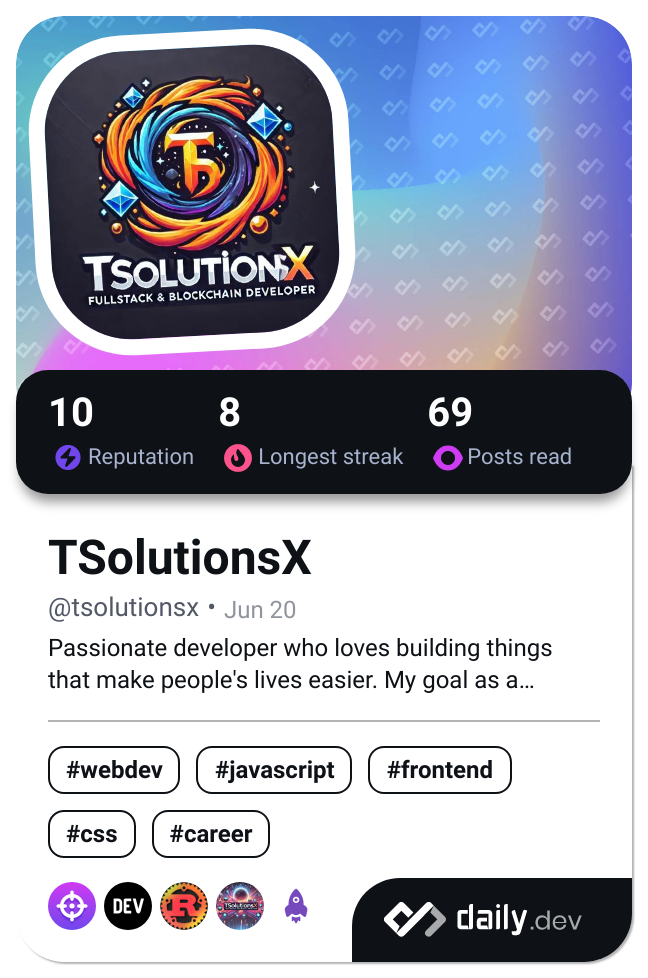 TSOLUTIONSX
FULLSTACK & BLOCKCHAIN DEVELOPER
10
8
69
Reputation
Longest streak
Posts read
TSolutionsX
@tsolutionsx • Jun 20
Passionate developer who loves building things
that make people's lives easier. My goal as a…
#webdev #javascript #frontend
#css #career
DEV
R
TSolutionsX
daily.dev